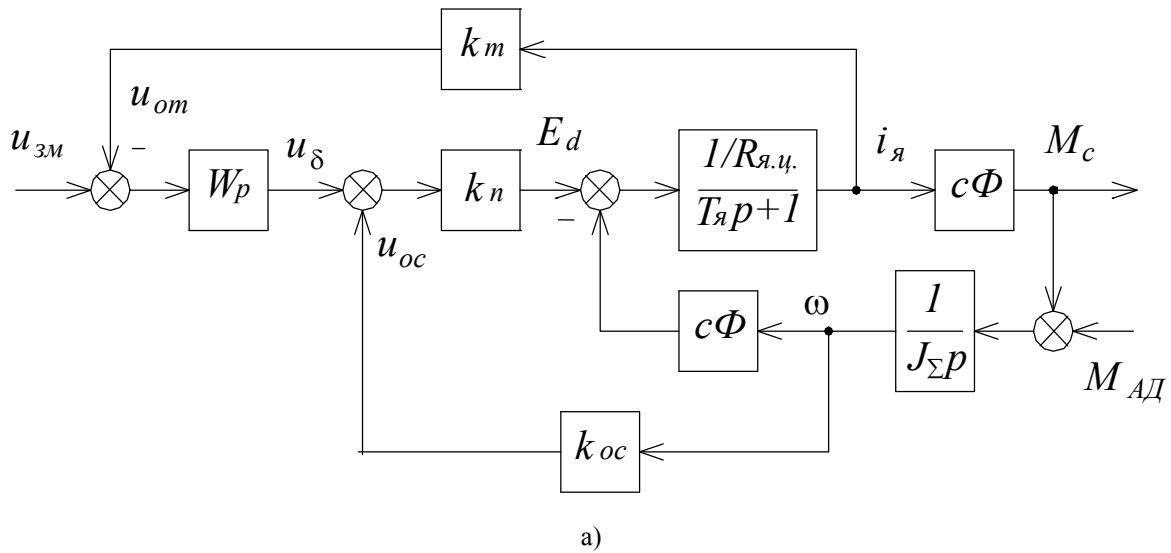 k_т
u_от
–
u_зм
W_p
u_δ
k_п
E_d
–
1/R_я.ц.
T_я p+1
i_я
cΦ
M_c
u_ос
cΦ
ω
1
J_Σ p
M_АД
k_ос
а)